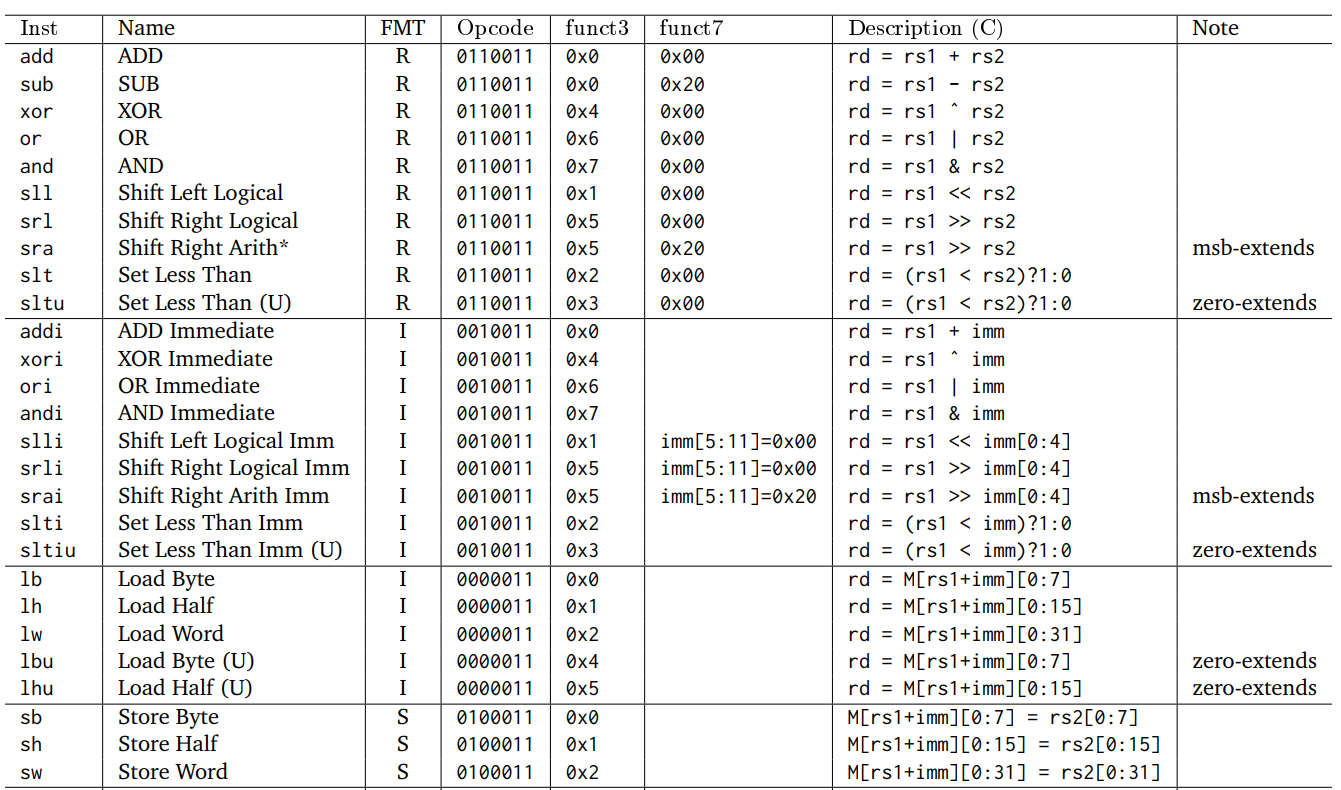 Inst Name FMT Opcode funct3 funct7 Description (C) Note
add ADD R 0110011 0x0 0x00 rd = rs1 + rs2
sub SUB R 0110011 0x0 0x20 rd = rs1 - rs2
xor XOR R 0110011 0x4 0x00 rd = rs1 ^ rs2
or OR R 0110011 0x6 0x00 rd = rs1 | rs2
and AND R 0110011 0x7 0x00 rd = rs1 & rs2
sll Shift Left Logical R 0110011 0x1 0x00 rd = rs1 << rs2
srl Shift Right Logical R 0110011 0x5 0x00 rd = rs1 >> rs2
sra Shift Right Arith* R 0110011 0x5 0x20 rd = rs1 >> rs2 msb-extends
slt Set Less Than R 0110011 0x2 0x00 rd = (rs1 < rs2)?1:0
sltu Set Less Than (U) R 0110011 0x3 0x00 rd = (rs1 < rs2)?1:0 zero-extends
addi ADD Immediate I 0010011 0x0 rd = rs1 + imm
xori XOR Immediate I 0010011 0x4 rd = rs1 ^ imm
ori OR Immediate I 0010011 0x6 rd = rs1 | imm
andi AND Immediate I 0010011 0x7 rd = rs1 & imm
slli Shift Left Logical Imm I 0010011 0x1 imm[5:11]=0x00 rd = rs1 << imm[0:4]
srli Shift Right Logical Imm I 0010011 0x5 imm[5:11]=0x00 rd = rs1 >> imm[0:4]
srai Shift Right Arith Imm I 0010011 0x5 imm[5:11]=0x20 rd = rs1 >> imm[0:4] msb-extends
slti Set Less Than Imm I 0010011 0x2 rd = (rs1 < imm)?1:0
sltiu Set Less Than Imm (U) I 0010011 0x3 rd = (rs1 < imm)?1:0 zero-extends
lb Load Byte I 0000011 0x0 rd = M[rs1+imm][0:7]
lh Load Half I 0000011 0x1 rd = M[rs1+imm][0:15]
lw Load Word I 0000011 0x2 rd = M[rs1+imm][0:31]
lbu Load Byte (U) I 0000011 0x4 rd = M[rs1+imm][0:7] zero-extends
lhu Load Half (U) I 0000011 0x5 rd = M[rs1+imm][0:15] zero-extends
sb Store Byte S 0100011 0x0 M[rs1+imm][0:7] = rs2[0:7]
sh Store Half S 0100011 0x1 M[rs1+imm][0:15] = rs2[0:15]
sw Store Word S 0100011 0x2 M[rs1+imm][0:31] = rs2[0:31]